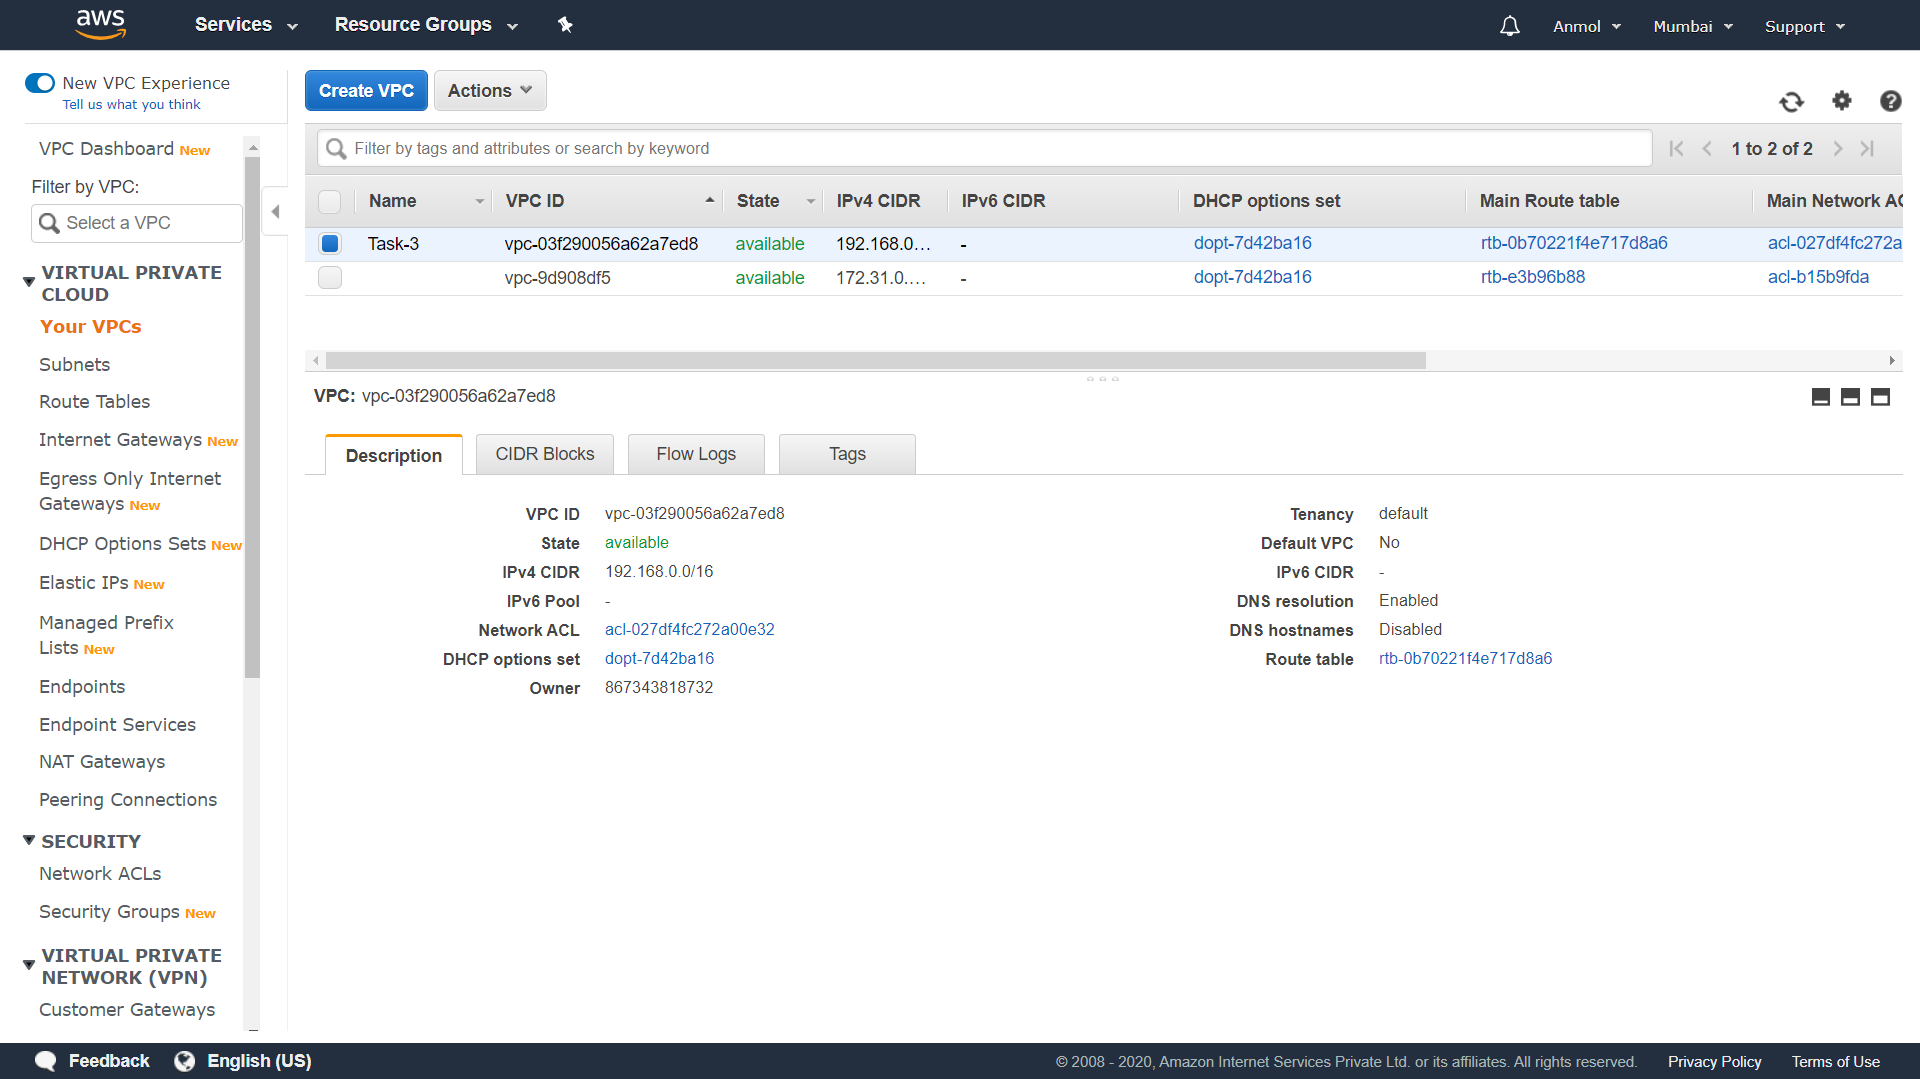 aws
Services
Resource Groups
Anmol
Mumbai
Support
New VPC Experience
Tell us what you think
VPC Dashboard New
Filter by VPC:
Select a VPC
VIRTUAL PRIVATE
CLOUD
Your VPCs
Subnets
Route Tables
Internet Gateways New
Egress Only Internet
Gateways New
DHCP Options Sets New
Elastic IPs New
Managed Prefix
Lists New
Endpoints
Endpoint Services
NAT Gateways
Peering Connections
SECURITY
Network ACLs
Security Groups New
VIRTUAL PRIVATE
NETWORK (VPN)
Customer Gateways
Create VPC
Actions
Filter by tags and attributes or search by keyword
1 to 2 of 2
Name VPC ID State IPv4 CIDR IPv6 CIDR DHCP options set Main Route table Main Network AC
Task-3 vpc-03f290056a62a7ed8 available 192.168.0... - dopt-7d42ba16 rtb-0b70221f4e717d8a6 acl-027df4fc272a
vpc-9d908df5 available 172.31.0.... - dopt-7d42ba16 rtb-e3b96b88 acl-b15b9fda
VPC: vpc-03f290056a62a7ed8
Description CIDR Blocks Flow Logs Tags
VPC ID vpc-03f290056a62a7ed8
State available
IPv4 CIDR 192.168.0.0/16
IPv6 Pool -
Network ACL acl-027df4fc272a00e32
DHCP options set dopt-7d42ba16
Owner 867343818732
Tenancy default
Default VPC No
IPv6 CIDR -
DNS resolution Enabled
DNS hostnames Disabled
Route table rtb-0b70221f4e717d8a6
Feedback
English (US)
© 2008 - 2020, Amazon Internet Services Private Ltd. or its affiliates. All rights reserved.
Privacy Policy
Terms of Use